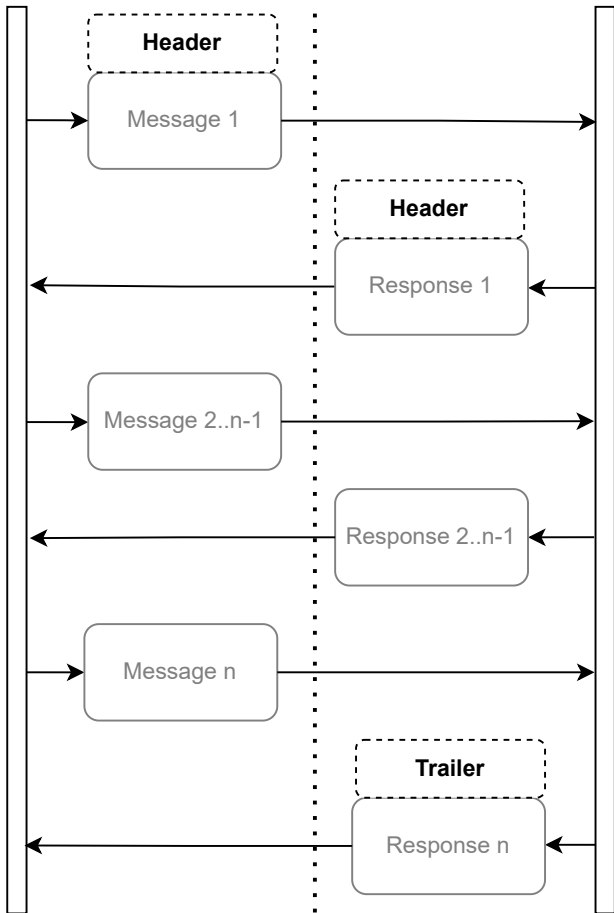 Header
Message 1
Header
Response 1
Message 2..n-1
Response 2..n-1
Message n
Trailer
Response n